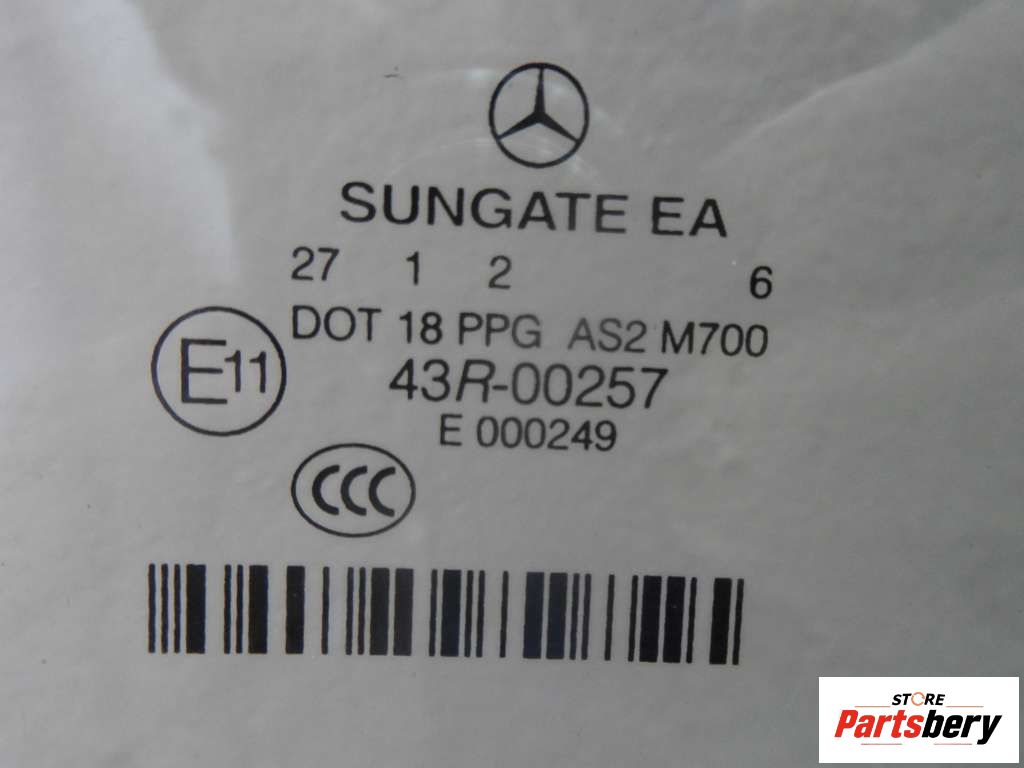 SUNGATE EA
27 1 2 6
DOT 18 PPG AS2 M700
E11
43R-00257
E 000249
CCC
STORE
Partsbery